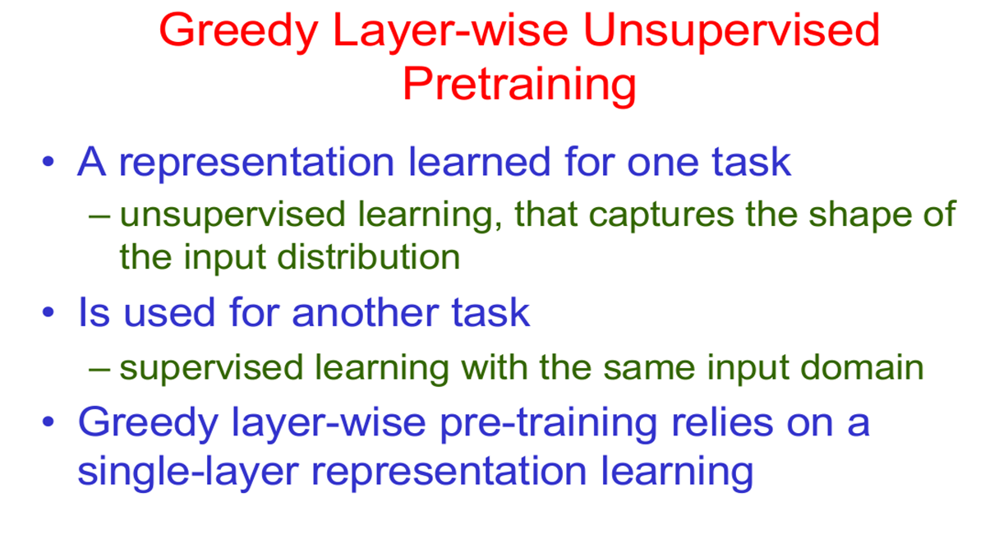 Greedy Layer-wise Unsupervised
Pretraining
• A representation learned for one task
– unsupervised learning, that captures the shape of
the input distribution
• Is used for another task
– supervised learning with the same input domain
• Greedy layer-wise pre-training relies on a
single-layer representation learning